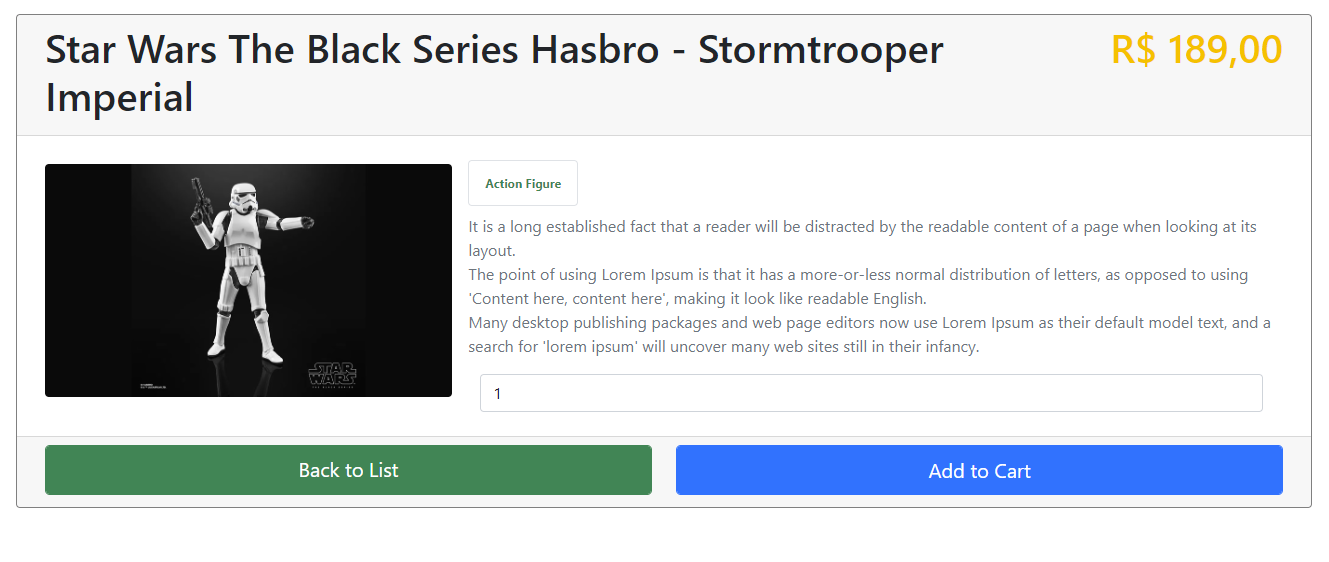 Star Wars The Black Series Hasbro - Stormtrooper
Imperial
R$ 189,00
STAR
WARS
THE BLACK SERIES
Action Figure
It is a long established fact that a reader will be distracted by the readable content of a page when looking at its
layout.
The point of using Lorem Ipsum is that it has a more-or-less normal distribution of letters, as opposed to using
'Content here, content here', making it look like readable English.
Many desktop publishing packages and web page editors now use Lorem Ipsum as their default model text, and a
search for 'lorem ipsum' will uncover many web sites still in their infancy.
1
Back to List
Add to Cart